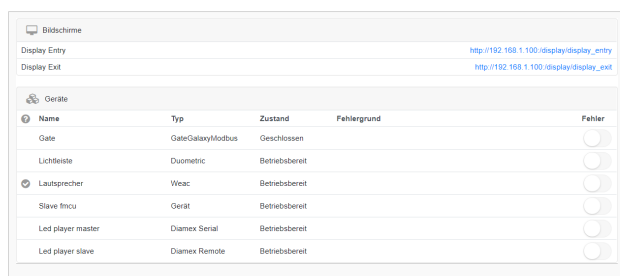 Bildschirme
Display Entry http://192.168.1.100:/display/display_entry
Display Exit http://192.168.1.100:/display/display_exit
Geräte
Name Typ Zustand Fehlergrund Fehler
Gate GateGalaxyModbus Geschlossen
Lichtleiste Duometric Betriebsbereit
Lautsprecher Weac Betriebsbereit
Slave fmcu Gerät Betriebsbereit
Led player master Diamex Serial Betriebsbereit
Led player slave Diamex Remote Betriebsbereit